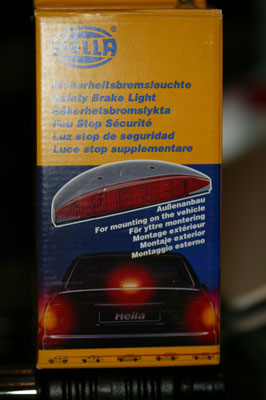 HELLA
Sicherheitsbremsleuchte
Safety Brake Light
Säkerhetsbromslykta
Feu Stop Sécurité
Luz stop de seguridad
Luce stop supplementare
Außenanbau
For mounting on the vehicle
För yttre montering
Montage extérieur
Montaje exterior
Montaggio esterno
Hella